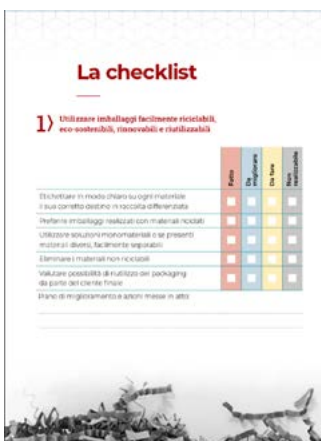 La checklist
1) Utilizzare imballaggi facilmente riciclabili,
eco-sostenibili, rinnovabili e riutilizzabili
Fatto
Da
migliorare
Da fare
Non
realizzabile
Etichettare in modo chiaro su ogni materiale
il suo corretto destino in raccolta differenziata
Preferire imballaggi realizzati con materiali riciclati
Utilizzare soluzioni monomateriali o se presenti
materiali diversi, facilmente separabili
Eliminare i materiali non riciclabili
Valutare possibilità di riutilizzo del packaging
da parte del cliente finale
Piano di miglioramento e azioni messe in atto